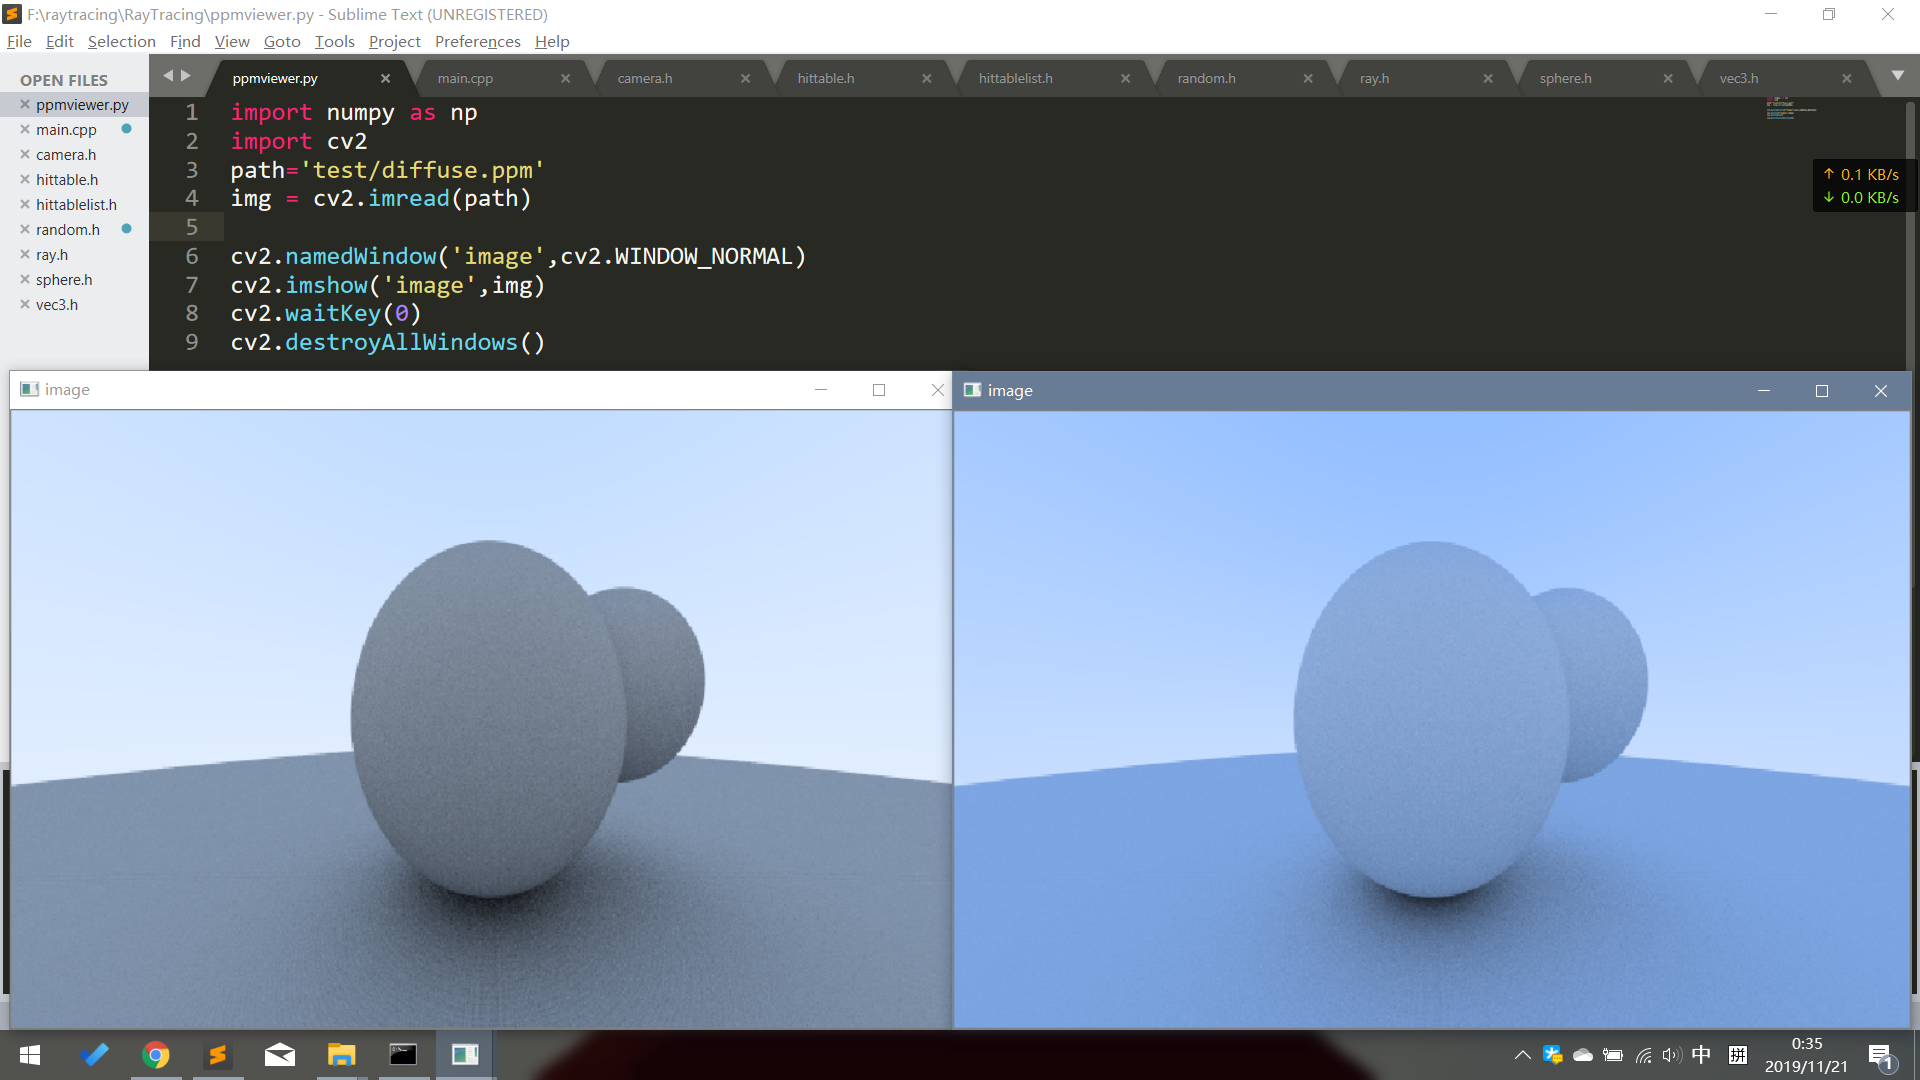 F:\raytracing\RayTracing\ppmviewer.py - Sublime Text (UNREGISTERED)
File Edit Selection Find View Goto Tools Project Preferences Help
OPEN FILES
ppmviewer.py
main.cpp
camera.h
hittable.h
hittablelist.h
random.h
ray.h
sphere.h
vec3.h
ppmviewer.py main.cpp camera.h hittable.h hittablelist.h random.h ray.h sphere.h vec3.h
1 import numpy as np
2 import cv2
3 path='test/diffuse.ppm'
4 img = cv2.imread(path)
5
6 cv2.namedWindow('image',cv2.WINDOW_NORMAL)
7 cv2.imshow('image',img)
8 cv2.waitKey(0)
9 cv2.destroyAllWindows()
↑ 0.1 KB/s
↓ 0.0 KB/s
image
image
中 拼
0:35
2019/11/21
1